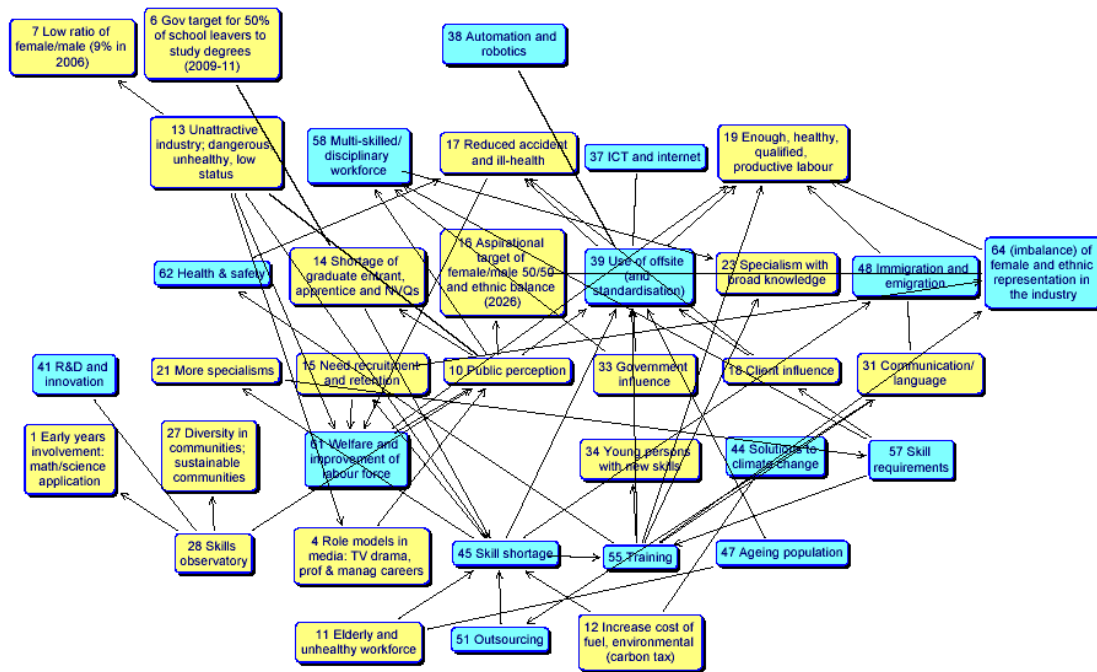 7 Low ratio of
female/male (9% in
2006)
6 Gov target for 50%
of school leavers to
study degrees
(2009-11)
38 Automation and
robotics
13 Unattractive
industry; dangerous,
unhealthy, low
status
58 Multi-skilled/
disciplinary
workforce
17 Reduced accident
and ill-health
37 ICT and internet
19 Enough, healthy,
qualified,
productive labour
62 Health & safety
14 Shortage of
graduate entrant,
apprentice and NVQs
16 Aspirational
target of
female/male 50/50
and ethnic balance
(2026)
39 Use of offsite
(and
standardisation)
23 Specialism with
broad knowledge
48 Immigration and
emigration
64 (imbalance) of
female and ethnic
representation in
the industry
41 R&D and
innovation
21 More specialisms
15 Need recruitment
and retention
10 Public perception
33 Government
influence
18 Client influence
31 Communication/
language
1 Early years
involvement:
math/science
application
27 Diversity in
communities;
sustainable
communities
61 Welfare and
improvement of
labour force
34 Young persons
with new skills
44 Solutions to
climate change
57 Skill
requirements
28 Skills
observatory
4 Role models in
media: TV drama,
prof & manag careers
45 Skill shortage
55 Training
47 Ageing population
11 Elderly and
unhealthy workforce
51 Outsourcing
12 Increase cost of
fuel, environmental
(carbon tax)